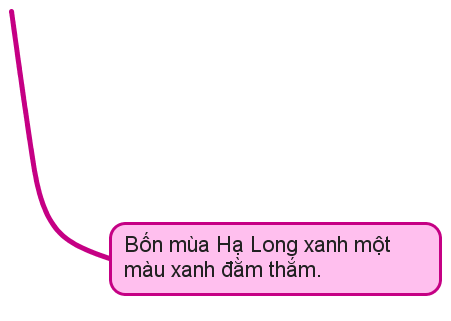 Bốn mùa Hạ Long xanh một
màu xanh đằm thắm.